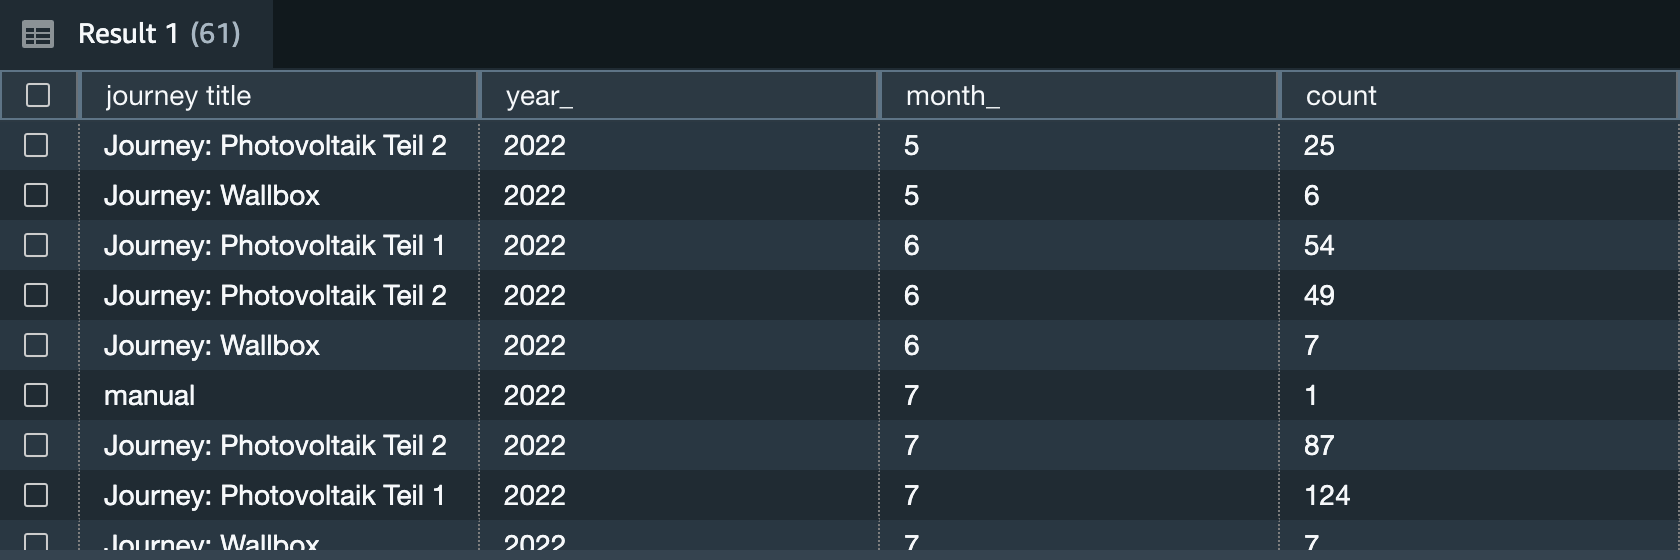 Result 1 (61)
journey title year_ month_ count
Journey: Photovoltaik Teil 2 2022 5 25
Journey: Wallbox 2022 5 6
Journey: Photovoltaik Teil 1 2022 6 54
Journey: Photovoltaik Teil 2 2022 6 49
Journey: Wallbox 2022 6 7
manual 2022 7 1
Journey: Photovoltaik Teil 2 2022 7 87
Journey: Photovoltaik Teil 1 2022 7 124
Journey: Wallbox 2022 7 7